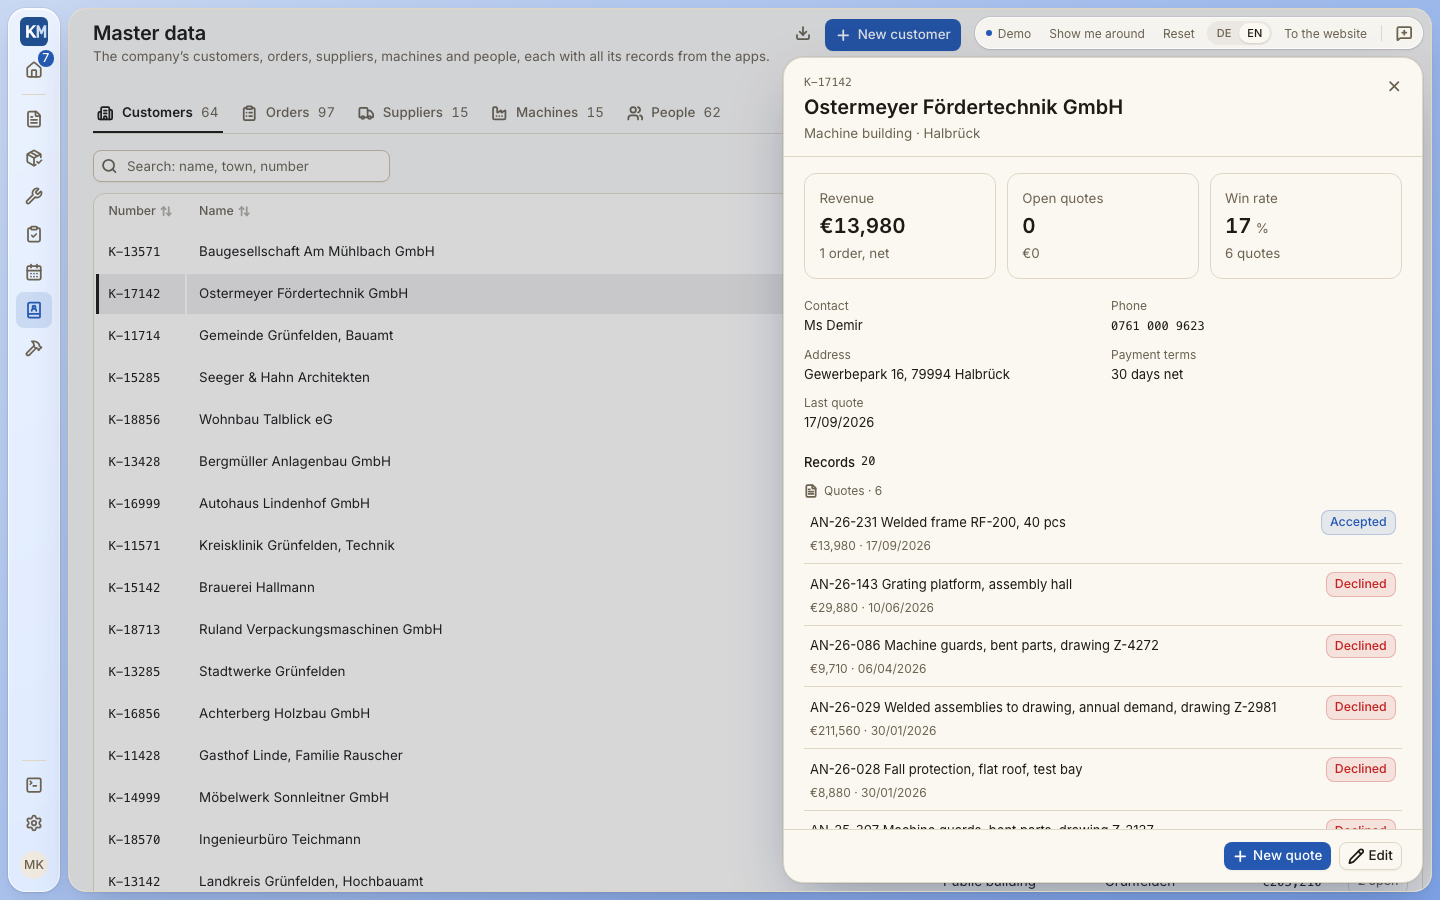 KM
7
MK
Master data
The company's customers, orders, suppliers, machines and people, each with all its records from the apps.
New customer
Demo
Show me around
Reset
DE
EN
To the website
Customers 64
Orders 97
Suppliers 15
Machines 15
People 62
Search: name, town, number
Number
Name
K-13571 Baugesellschaft Am Mühlbach GmbH
K-17142 Ostermeyer Fördertechnik GmbH
K-11714 Gemeinde Grünfelden, Bauamt
K-15285 Seeger & Hahn Architekten
K-18856 Wohnbau Talblick eG
K-13428 Bergmüller Anlagenbau GmbH
K-16999 Autohaus Lindenhof GmbH
K-11571 Kreisklinik Grünfelden, Technik
K-15142 Brauerei Hallmann
K-18713 Ruland Verpackungsmaschinen GmbH
K-13285 Stadtwerke Grünfelden
K-16856 Achterberg Holzbau GmbH
K-11428 Gasthof Linde, Familie Rauscher
K-14999 Möbelwerk Sonnleitner GmbH
K-18570 Ingenieurbüro Teichmann
K-13142 Landkreis Grünfelden, Hochbauamt
K-17142
Ostermeyer Fördertechnik GmbH
Machine building · Halbrück
Revenue
€13,980
1 order, net
Open quotes
0
€0
Win rate
17 %
6 quotes
Contact
Ms Demir
Phone
0761 000 9623
Address
Gewerbepark 16, 79994 Halbrück
Payment terms
30 days net
Last quote
17/09/2026
Records 20
Quotes · 6
AN-26-231 Welded frame RF-200, 40 pcs
Accepted
€13,980 · 17/09/2026
AN-26-143 Grating platform, assembly hall
Declined
€29,880 · 10/06/2026
AN-26-086 Machine guards, bent parts, drawing Z-4272
Declined
€9,710 · 06/04/2026
AN-26-029 Welded assemblies to drawing, annual demand, drawing Z-2981
Declined
€211,560 · 30/01/2026
AN-26-028 Fall protection, flat roof, test bay
Declined
€8,880 · 30/01/2026
Machine guards, bent parts, drawing
Declined
New quote
Edit